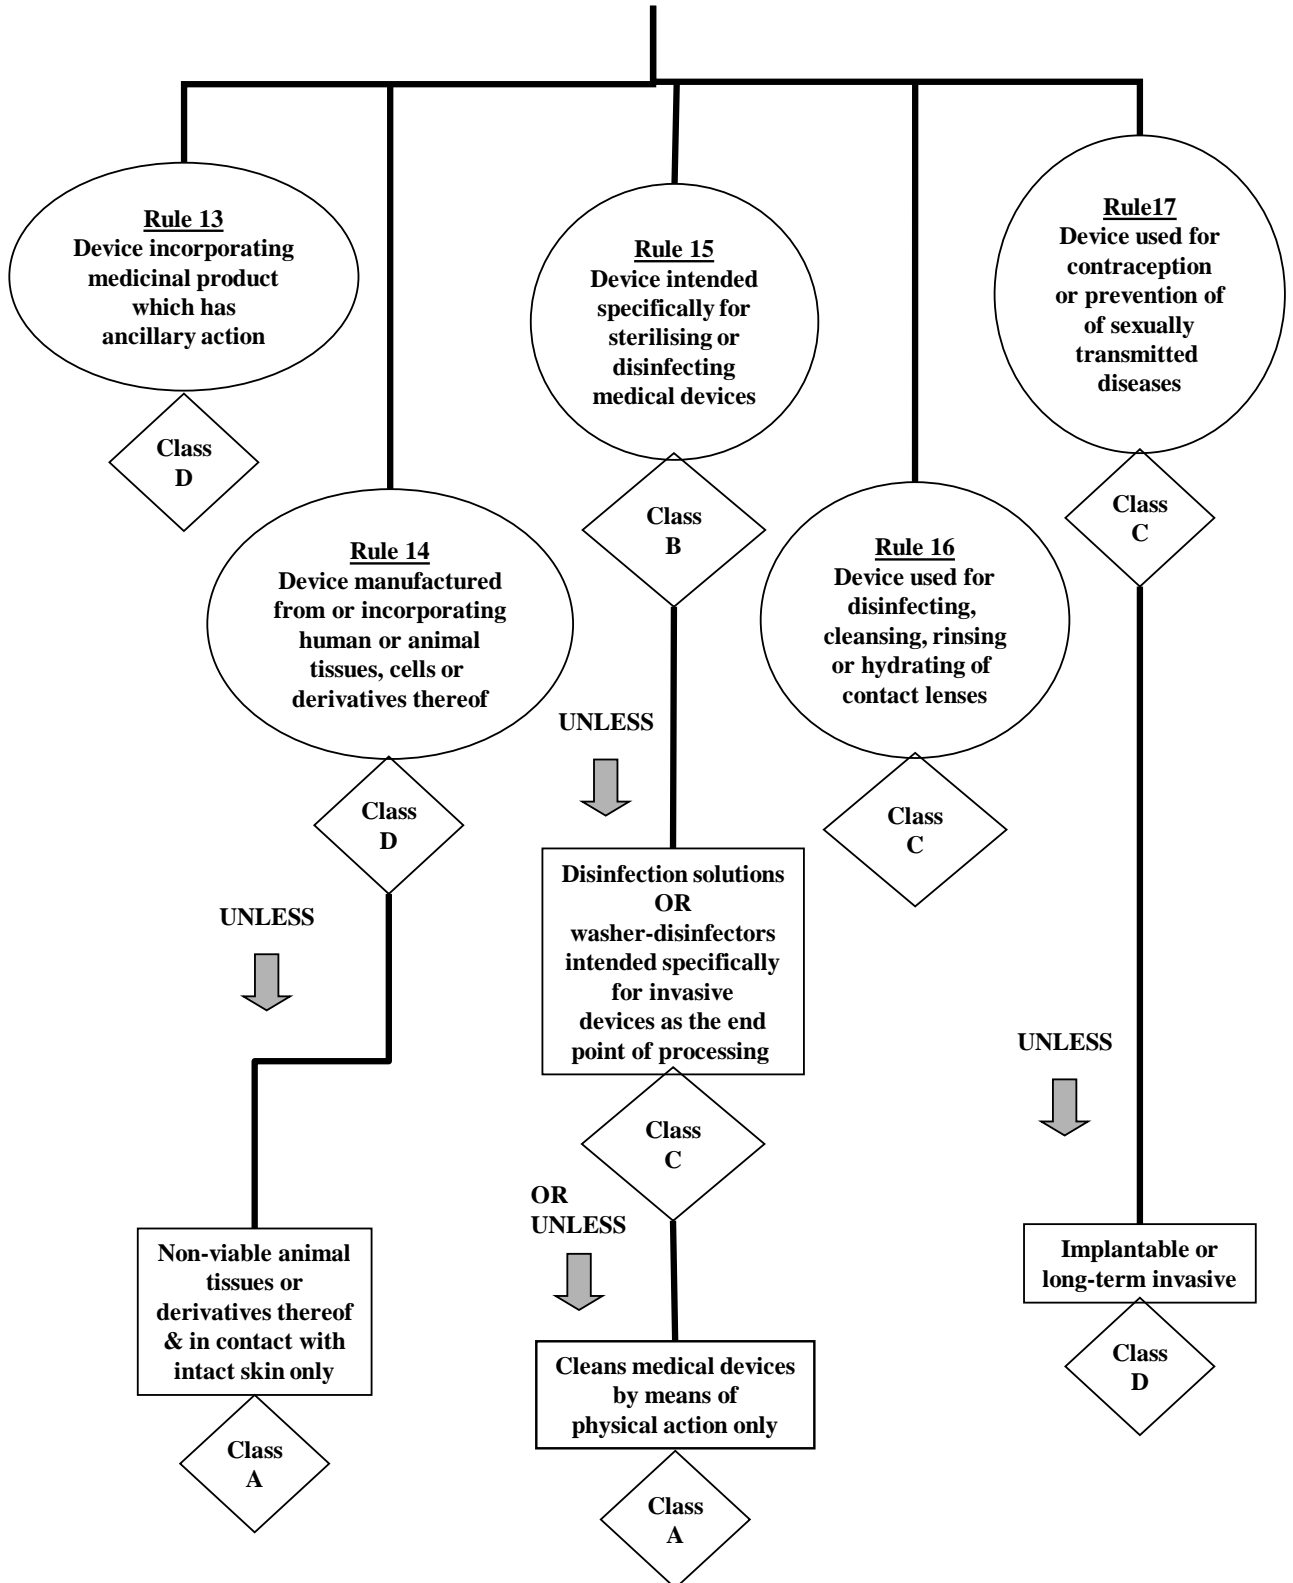 Rule 13
Device incorporating
medicinal product
which has
ancillary action
Class
D
Rule 14
Device manufactured
from or incorporating
human or animal
tissues, cells or
derivatives thereof
Class
D
UNLESS
Non-viable animal
tissues or
derivatives thereof
& in contact with
intact skin only
Class
A
Rule 15
Device intended
specifically for
sterilising or
disinfecting
medical devices
Class
B
UNLESS
Disinfection solutions
OR
washer-disinfectors
intended specifically
for invasive
devices as the end
point of processing
Class
C
OR
UNLESS
Cleans medical devices
by means of
physical action only
Class
A
Rule 16
Device used for
disinfecting,
cleansing, rinsing
or hydrating of
contact lenses
Class
C
Rule17
Device used for
contraception
or prevention of
of sexually
transmitted
diseases
Class
C
UNLESS
Implantable or
long-term invasive
Class
D